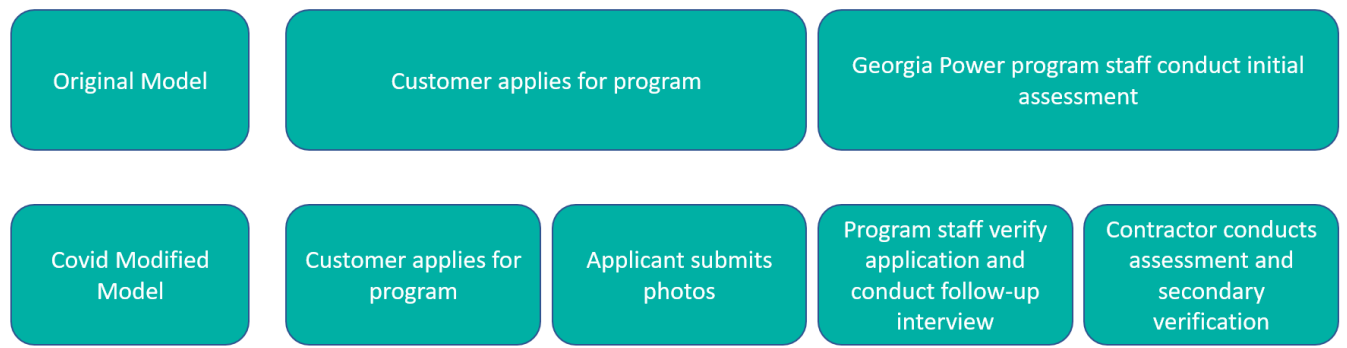 Original Model
Customer applies for program
Georgia Power program staff conduct initial
assessment
Covid Modified
Model
Customer applies for
program
Applicant submits
photos
Program staff verify
application and
conduct follow-up
interview
Contractor conducts
assessment and
secondary
verification